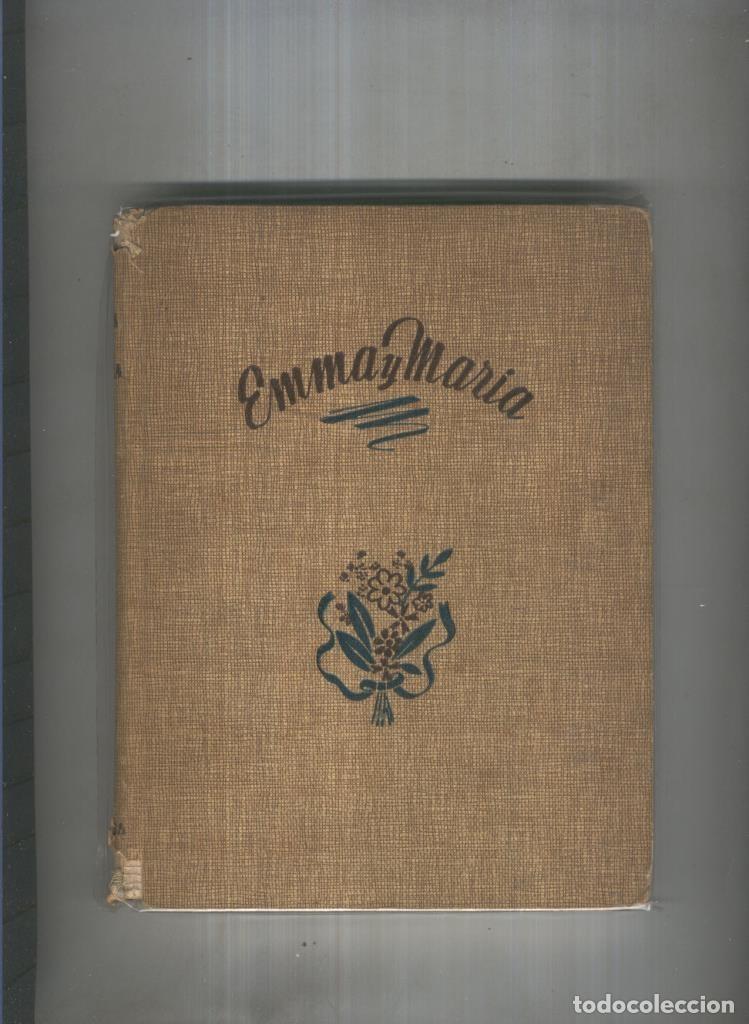 Emma y Maria
todocoleccion